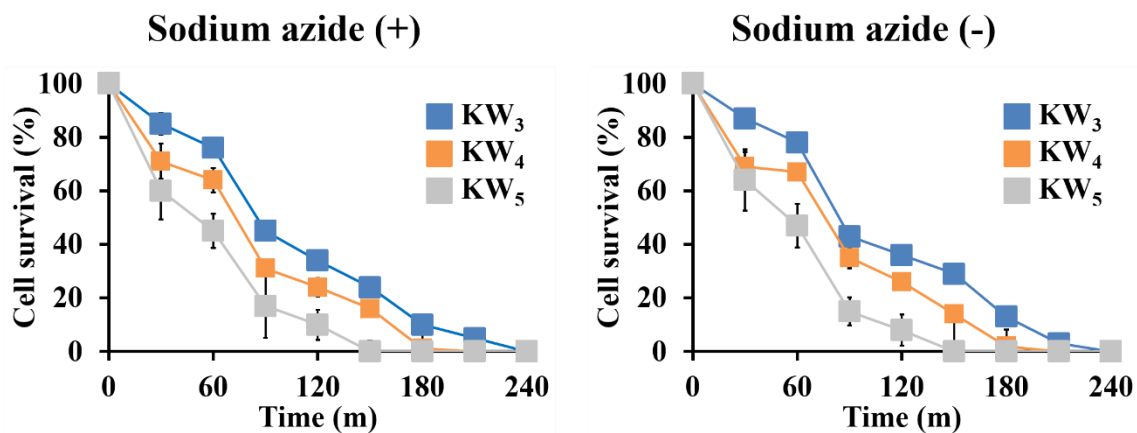 Sodium azide (+)
Cell survival (%)
100
80
60
40
20
0
0 60 120 180 240
Time (m)
KW₃
KW₄
KW₅
Sodium azide (-)
Cell survival (%)
100
80
60
40
20
0
0 60 120 180 240
Time (m)
KW₃
KW₄
KW₅